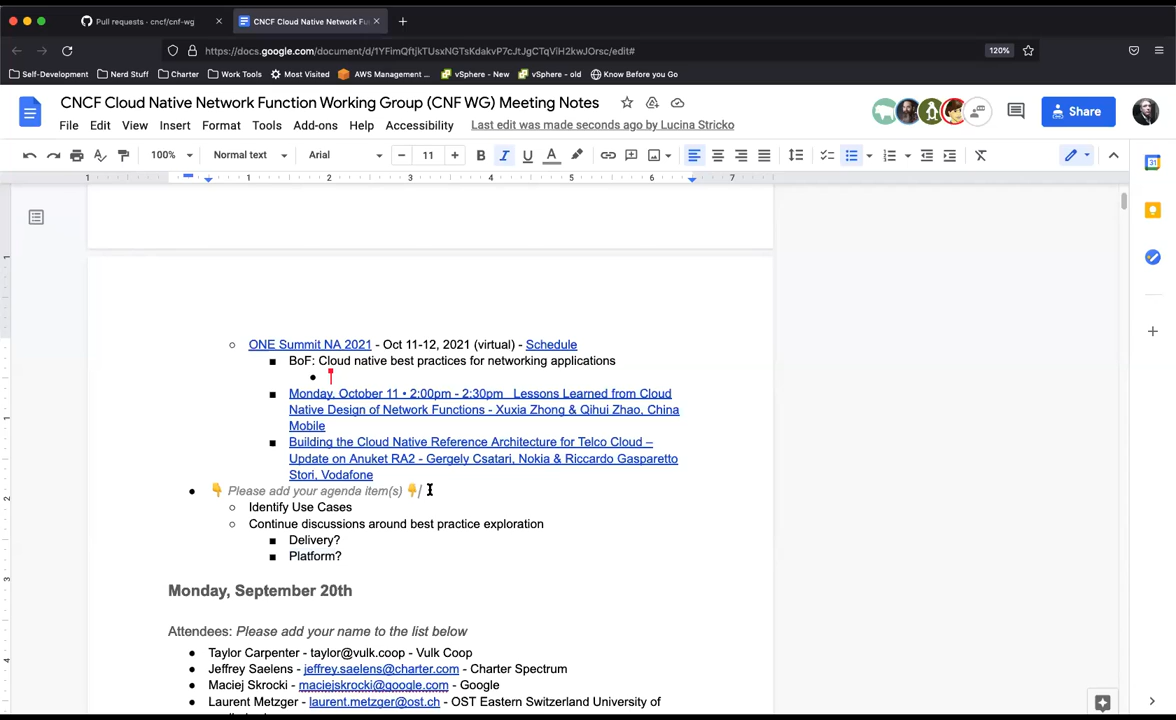 Pull requests · cncf/cnf-wg
CNCF Cloud Native Network Fu
https://docs.google.com/document/d/1YFimQftjkTUsxNGTsKdakvP7cJtJgCTqViH2kwJOrsc/edit#
120%
Self-Development
Nerd Stuff
Charter
Work Tools
Most Visited
AWS Management ...
vSphere - New
vSphere - old
Know Before you Go
CNCF Cloud Native Network Function Working Group (CNF WG) Meeting Notes
File Edit View Insert Format Tools Add-ons Help Accessibility
Last edit was made seconds ago by Lucina Stricko
Share
100% Normal text Arial 11
1 1 2 3 4 5 6 7
ONE Summit NA 2021 - Oct 11-12, 2021 (virtual) - Schedule
BoF: Cloud native best practices for networking applications
Monday, October 11 • 2:00pm - 2:30pm Lessons Learned from Cloud
Native Design of Network Functions - Xuxia Zhong & Qihui Zhao, China
Mobile
Building the Cloud Native Reference Architecture for Telco Cloud –
Update on Anuket RA2 - Gergely Csatari, Nokia & Riccardo Gasparetto
Stori, Vodafone
👇 Please add your agenda item(s) 👇
Identify Use Cases
Continue discussions around best practice exploration
Delivery?
Platform?
Monday, September 20th
Attendees: Please add your name to the list below
Taylor Carpenter - taylor@vulk.coop - Vulk Coop
Jeffrey Saelens - jeffrey.saelens@charter.com - Charter Spectrum
Maciej Skrocki - maciejskrocki@google.com - Google
Laurent Metzger - laurent.metzger@ost.ch - OST Eastern Switzerland University of